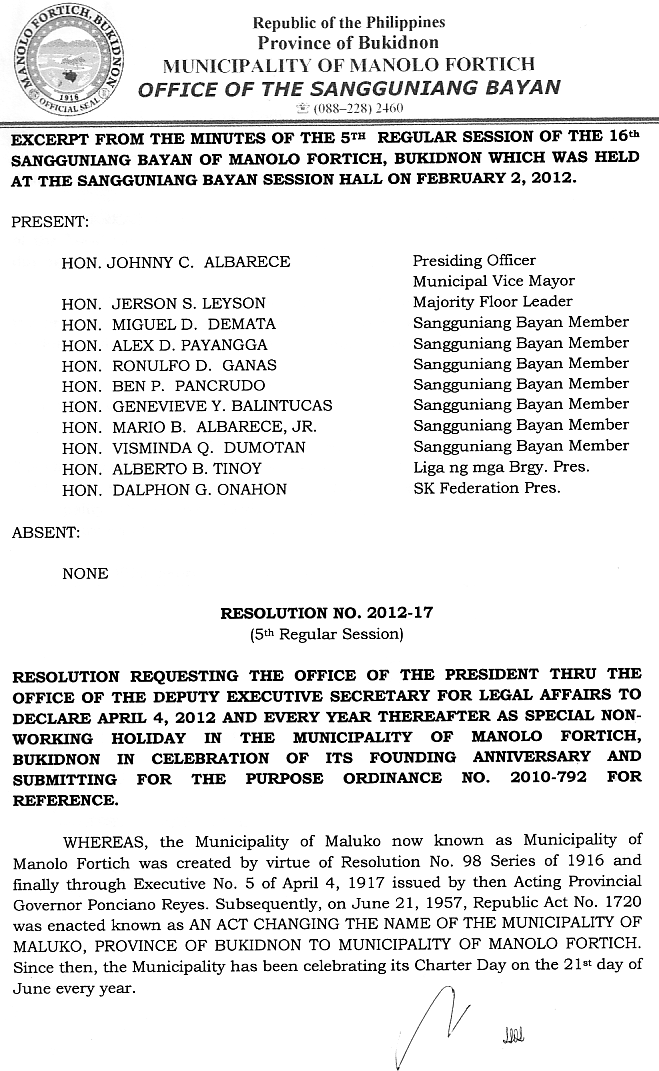 MANOLO FORTICH, BUKIDNON
1916
OFFICIAL SEAL
Republic of the Philippines
Province of Bukidnon
MUNICIPALITY OF MANOLO FORTICH
OFFICE OF THE SANGGUNIANG BAYAN
☏ (088–228) 2460
EXCERPT FROM THE MINUTES OF THE 5TH REGULAR SESSION OF THE 16th
SANGGUNIANG BAYAN OF MANOLO FORTICH, BUKIDNON WHICH WAS HELD
AT THE SANGGUNIANG BAYAN SESSION HALL ON FEBRUARY 2, 2012.
PRESENT:
HON. JOHNNY C. ALBARECE Presiding Officer
Municipal Vice Mayor
HON. JERSON S. LEYSON Majority Floor Leader
HON. MIGUEL D. DEMATA Sangguniang Bayan Member
HON. ALEX D. PAYANGGA Sangguniang Bayan Member
HON. RONULFO D. GANAS Sangguniang Bayan Member
HON. BEN P. PANCRUDO Sangguniang Bayan Member
HON. GENEVIEVE Y. BALINTUCAS Sangguniang Bayan Member
HON. MARIO B. ALBARECE, JR. Sangguniang Bayan Member
HON. VISMINDA Q. DUMOTAN Sangguniang Bayan Member
HON. ALBERTO B. TINOY Liga ng mga Brgy. Pres.
HON. DALPHON G. ONAHON SK Federation Pres.
ABSENT:
NONE
RESOLUTION NO. 2012-17
(5th Regular Session)
RESOLUTION REQUESTING THE OFFICE OF THE PRESIDENT THRU THE
OFFICE OF THE DEPUTY EXECUTIVE SECRETARY FOR LEGAL AFFAIRS TO
DECLARE APRIL 4, 2012 AND EVERY YEAR THEREAFTER AS SPECIAL NON-
WORKING HOLIDAY IN THE MUNICIPALITY OF MANOLO FORTICH,
BUKIDNON IN CELEBRATION OF ITS FOUNDING ANNIVERSARY AND
SUBMITTING FOR THE PURPOSE ORDINANCE NO. 2010-792 FOR
REFERENCE.
WHEREAS, the Municipality of Maluko now known as Municipality of
Manolo Fortich was created by virtue of Resolution No. 98 Series of 1916 and
finally through Executive No. 5 of April 4, 1917 issued by then Acting Provincial
Governor Ponciano Reyes. Subsequently, on June 21, 1957, Republic Act No. 1720
was enacted known as AN ACT CHANGING THE NAME OF THE MUNICIPALITY OF
MALUKO, PROVINCE OF BUKIDNON TO MUNICIPALITY OF MANOLO FORTICH.
Since then, the Municipality has been celebrating its Charter Day on the 21st day of
June every year.